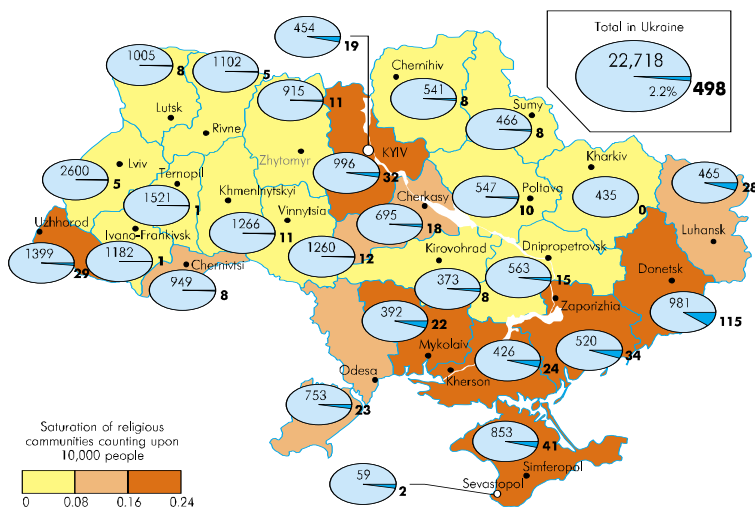 454
19
Total in Ukraine
22,718
2.2%
498
1005
8
1102
5
915
11
Chernihiv
541
8
Sumy
466
8
Lutsk
Rivne
Zhytomyr
KYIV
996
32
Kharkiv
435
0
465
28
Luhansk
Lviv
2600
5
Ternopil
1521
1
Khmenlnytskyi
1266
11
Vinnytsia
1260
12
Cherkasy
695
18
547
10
Poltava
Uzhhorod
1399
29
Ivano-Frankivsk
1182
1
Chernivtsi
949
8
Kirovohrad
373
8
Dnipropetrovsk
563
15
Donetsk
981
115
Zaporizhia
520
34
392
22
Mykolaiv
426
24
Kherson
Odesa
753
23
853
41
Simferopol
Sevastopol
59
2
Saturation of religious
communities counting upon
10,000 people
0
0.08
0.16
0.24